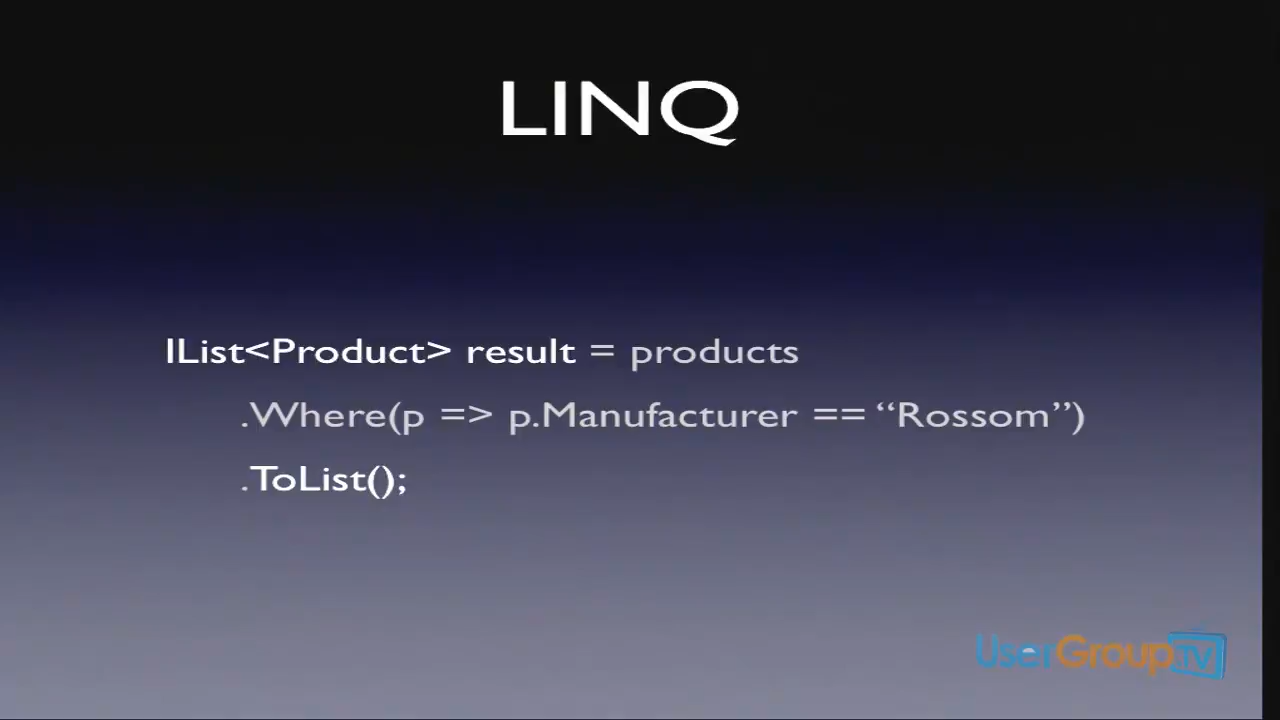 LINQ
IList<Product> result = products
.Where(p => p.Manufacturer == “Rossom”)
.ToList();
UserGroup.TV